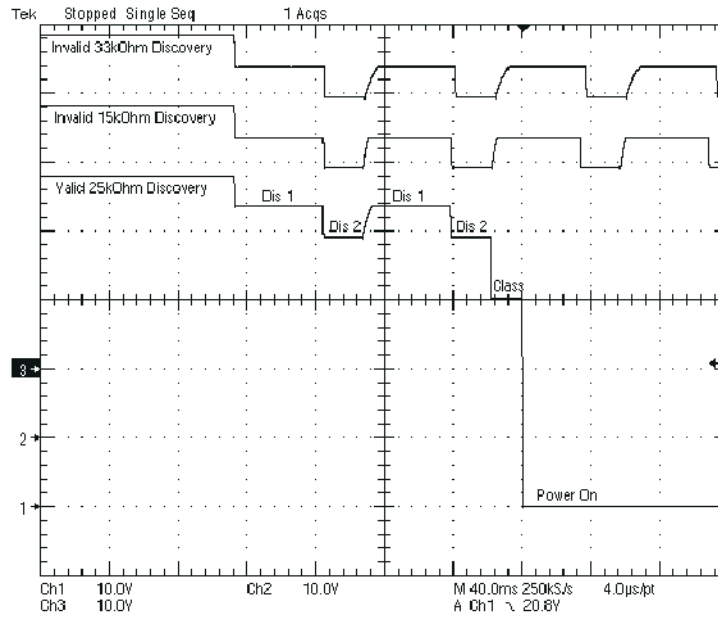 Tek Stopped Single Seq 1 Acqs
Invalid 33kOhm Discovery
Invalid 15kOhm Discovery
Valid 25kOhm Discovery
Dis 1
Dis 1
Dis 2
Dis 2
Class
3
2
1
Power On
Ch1 10.0V Ch2 10.0V M 40.0ms 250kS/s 4.0µs/pt
Ch3 10.0V A Ch1 ∖ 20.8V